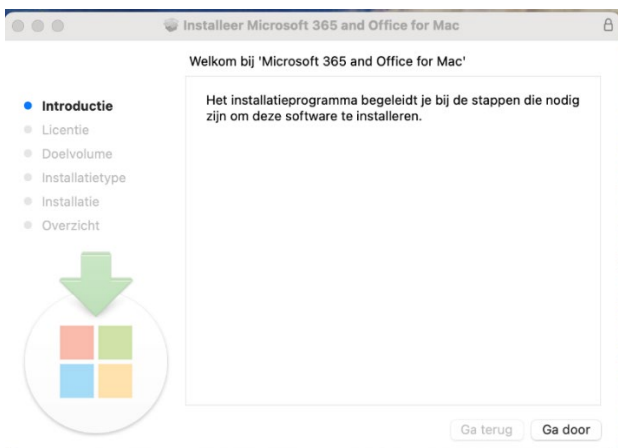 Installeer Microsoft 365 and Office for Mac
Welkom bij 'Microsoft 365 and Office for Mac'
Introductie
Licentie
Doelvolume
Installatietype
Installatie
Overzicht
Het installatieprogramma begeleidt je bij de stappen die nodig
zijn om deze software te installeren.
Ga terug
Ga door